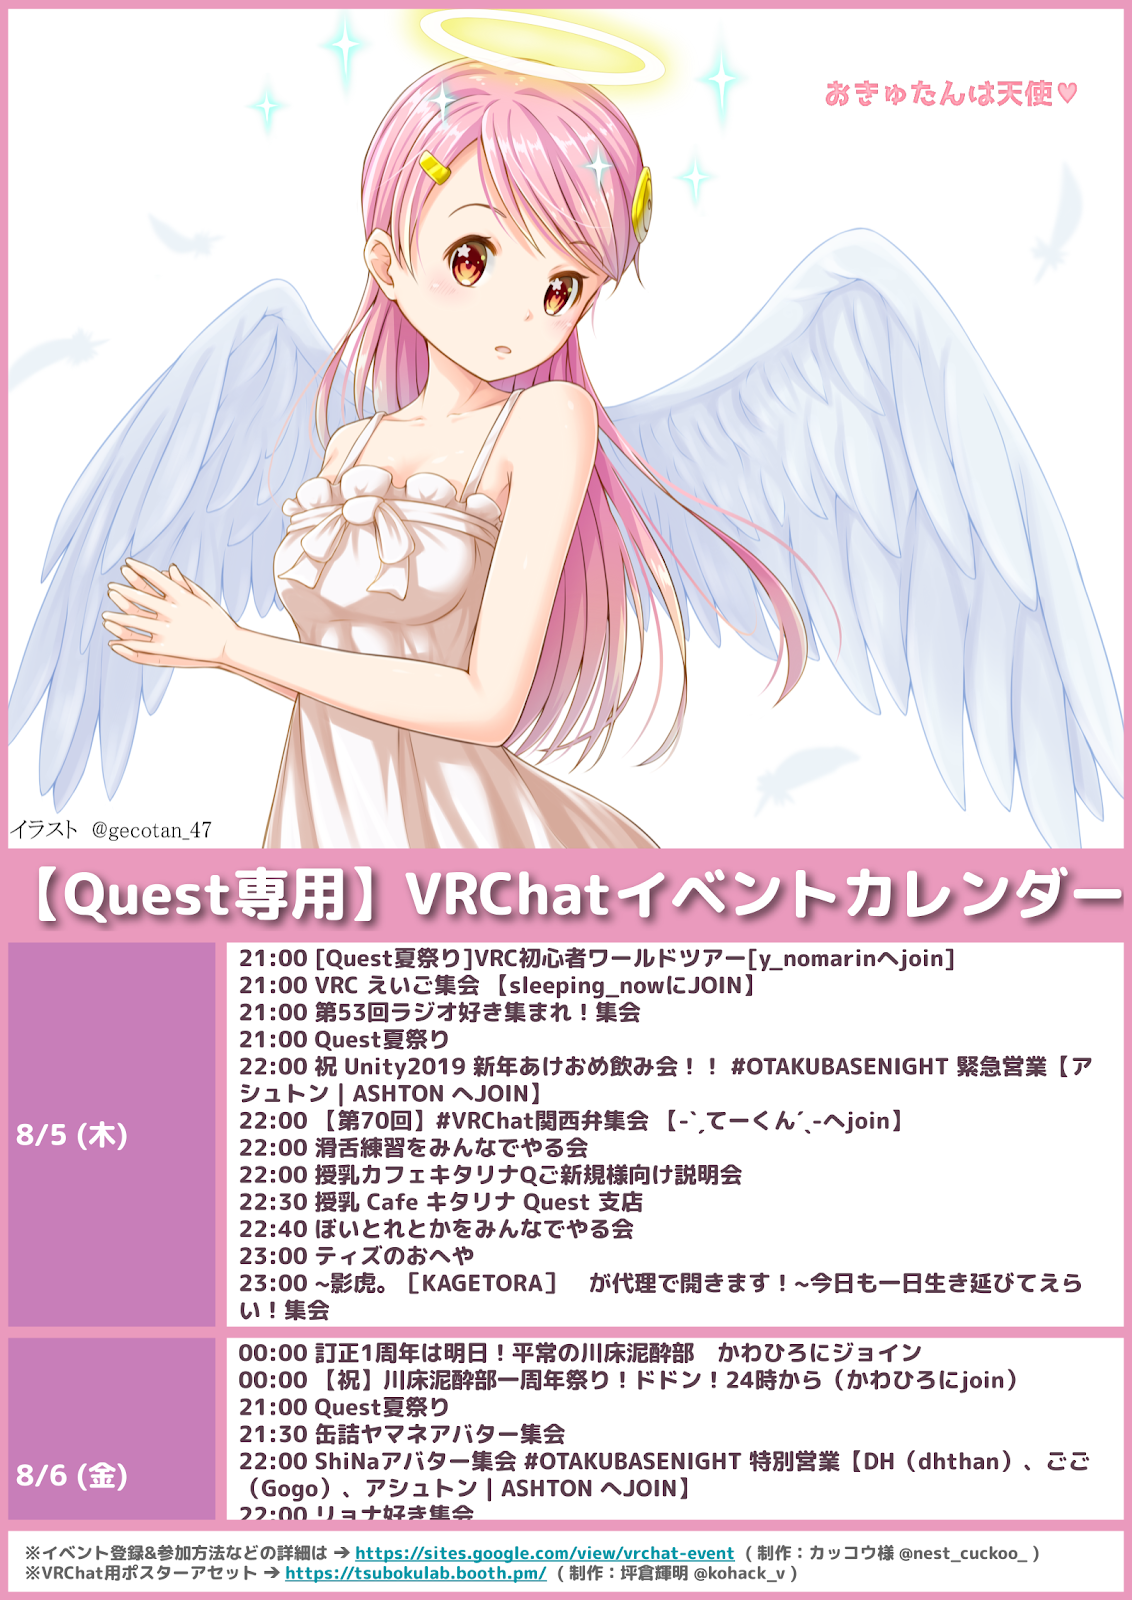 おきゅたんは天使♥
イラスト @gecotan_47
【Quest専用】VRChatイベントカレンダー
8/5 (木)
21:00 [Quest夏祭り]VRC初心者ワールドツアー[y_nomarinへjoin]
21:00 VRC えいご集会 【sleeping_nowにJOIN】
21:00 第53回ラジオ好き集まれ！集会
21:00 Quest夏祭り
22:00 祝 Unity2019 新年あけおめ飲み会！！ #OTAKUBASENIGHT 緊急営業【ア
シュトン | ASHTON へJOIN】
22:00 【第70回】#VRChat関西弁集会 【-ˋˏてーくんˊˎ-へjoin】
22:00 滑舌練習をみんなでやる会
22:00 授乳カフェキタリナQご新規様向け説明会
22:30 授乳 Cafe キタリナ Quest 支店
22:40 ぼいとれとかをみんなでやる会
23:00 ティズのおへや
23:00 ~影虎。［KAGETORA］　が代理で開きます！~今日も一日生き延びてえら
い！集会
8/6 (金)
00:00 訂正1周年は明日！平常の川床泥酔部　かわひろにジョイン
00:00 【祝】川床泥酔部一周年祭り！ドドン！24時から（かわひろにjoin）
21:00 Quest夏祭り
21:30 缶詰ヤマネアバター集会
22:00 ShiNaアバター集会 #OTAKUBASENIGHT 特別営業【DH（dhthan）、ごご
（Gogo）、アシュトン | ASHTON へJOIN】
22:00 リョナ好き集会
※イベント登録&参加方法などの詳細は → https://sites.google.com/view/vrchat-event ( 制作：カッコウ様 @nest_cuckoo_ )
※VRChat用ポスターアセット → https://tsubokulab.booth.pm/ ( 制作：坪倉輝明 @kohack_v )